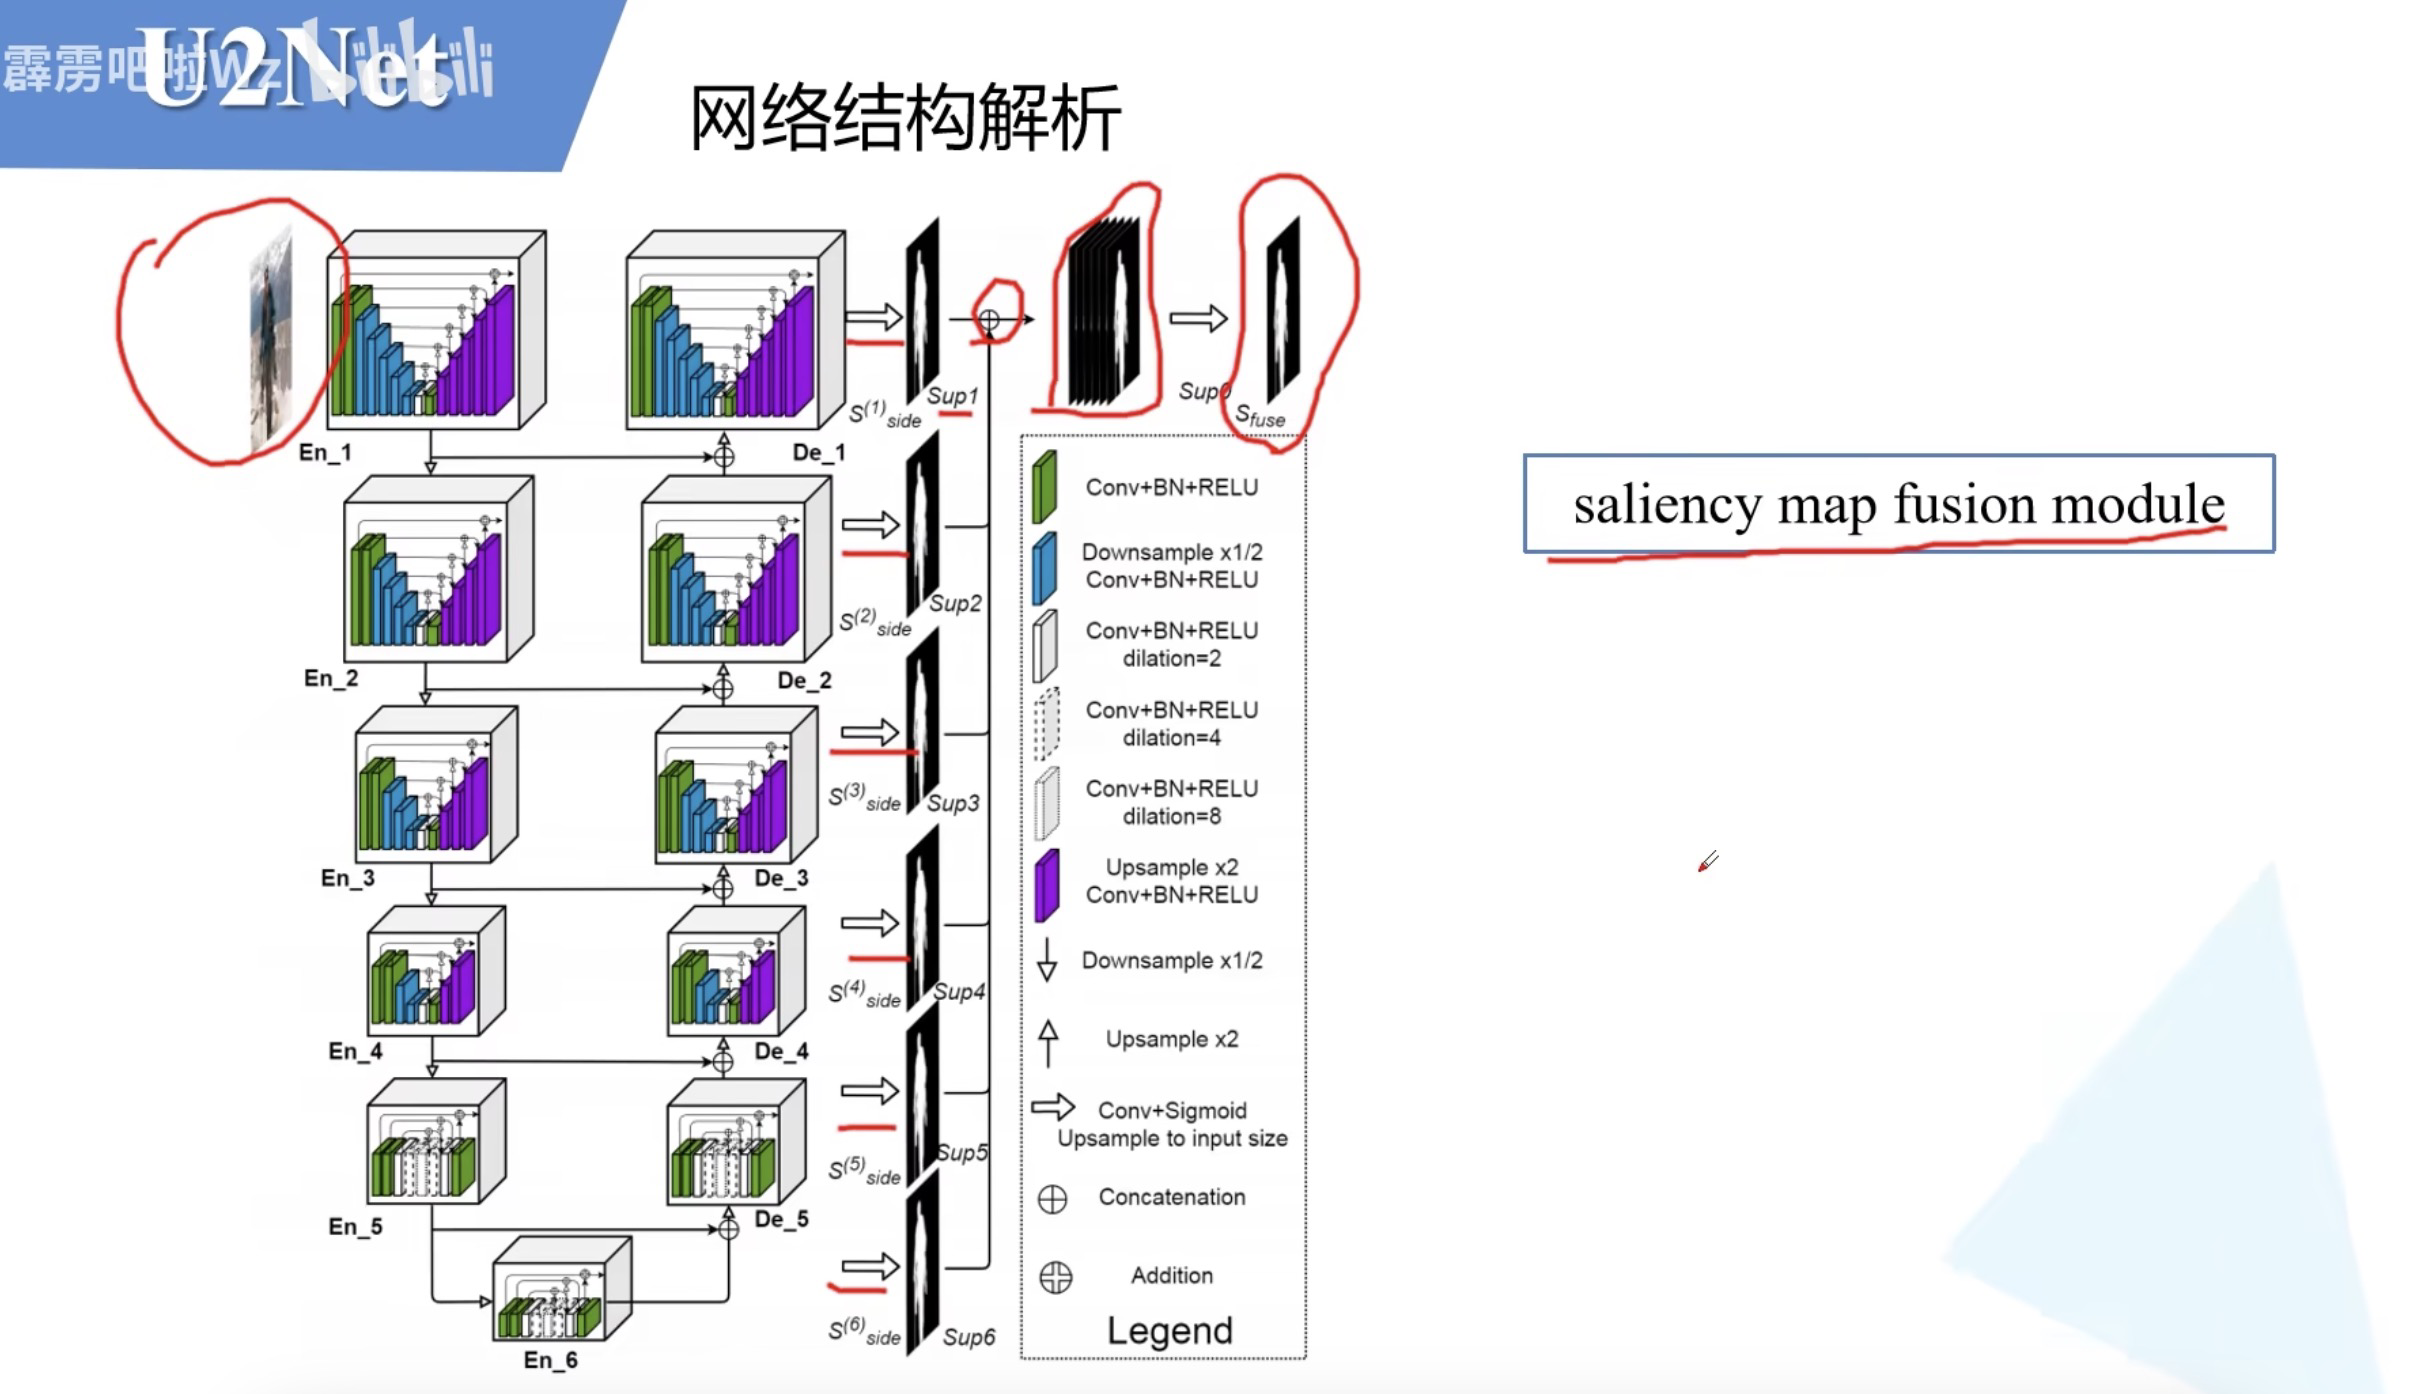 U2Net
霹雳吧啦Wz bilibili
网络结构解析
En_1
De_1
S(1)side
Sup1
Sup0
Sfuse
En_2
De_2
S(2)side
Sup2
En_3
De_3
S(3)side
Sup3
En_4
De_4
S(4)side
Sup4
En_5
De_5
S(5)side
Sup5
En_6
S(6)side
Sup6
Conv+BN+RELU
Downsample x1/2
Conv+BN+RELU
Conv+BN+RELU
dilation=2
Conv+BN+RELU
dilation=4
Conv+BN+RELU
dilation=8
Upsample x2
Conv+BN+RELU
Downsample x1/2
Upsample x2
Conv+Sigmoid
Upsample to input size
Concatenation
Addition
Legend
saliency map fusion module